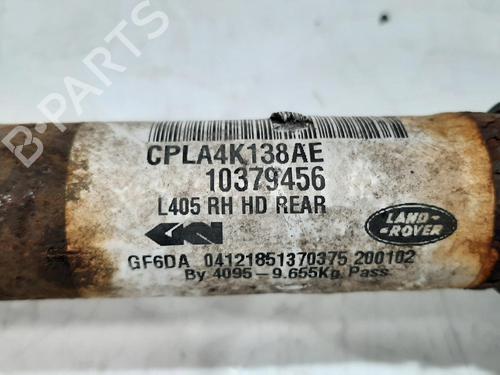 CPLA4K138AE
10379456
L405 RH HD REAR
GKN
LAND-
-ROVER
GF6DA 04121851370375 200102
By 4095-9.655Kg Pass
B-PARTS